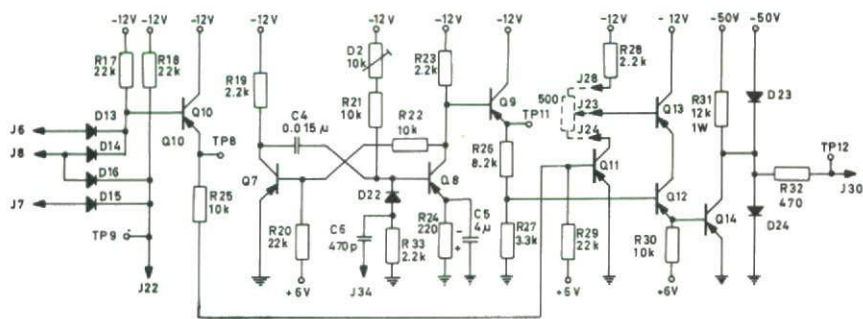 -12V -12V -12V -12V -12V -12V -12V -12V -12V -50V -50V
R17 22k
R18 22k
R19 2.2k
D2 10k
R23 2.2k
R28 2.2k
J28
500
J23
J24
R31 12k 1W
D23
D13
J6
D14
J8
D16
D15
J7
Q10
Q10
TP8
C4 0.015µ
R21 10k
R22 10k
Q9
TP11
R26 8.2k
Q13
TP12
J30
R32 470
D24
Q7
D22
Q8
Q11
Q12
Q14
TP9
R25 10k
R20 22k
C6 470p
R33 2.2k
R24 220
- +
C5 4µ
R27 3.3k
R29 22k
R30 10k
J22
+6V
J34
+6V
+6V